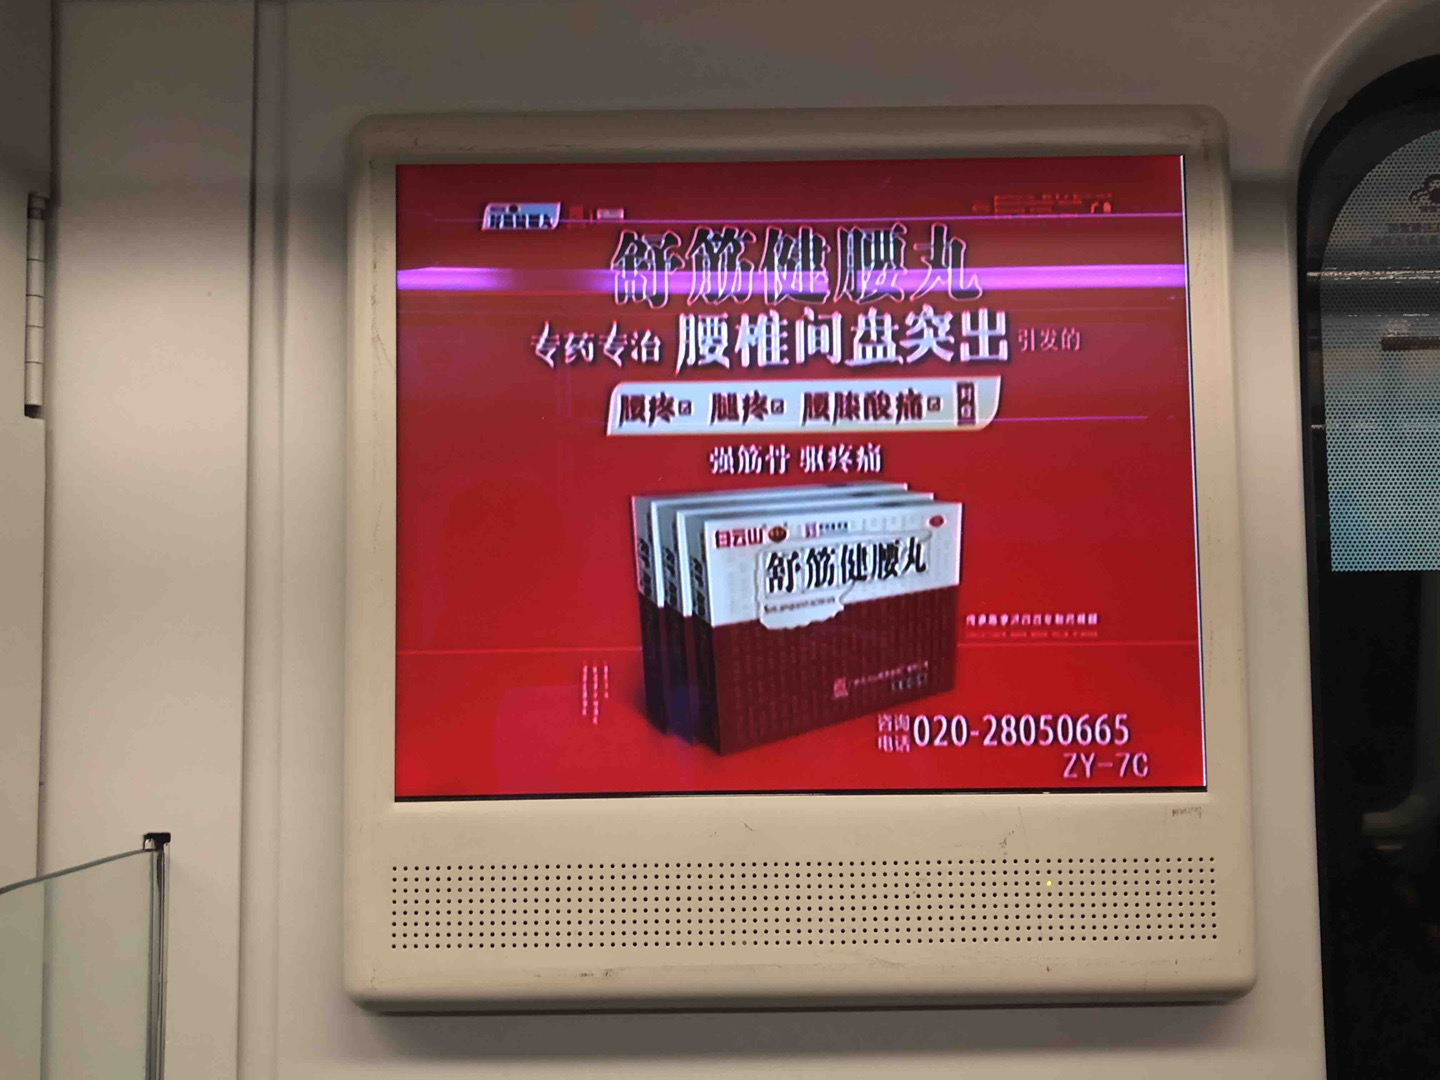 广告
舒筋健腰丸
专药专治 腰椎间盘突出 引发的
腰疼☑ 腿疼☑ 腰膝酸痛☑
强筋骨 驱疼痛
白云山
舒筋健腰丸
咨询电话 020-28050665
ZY-7C